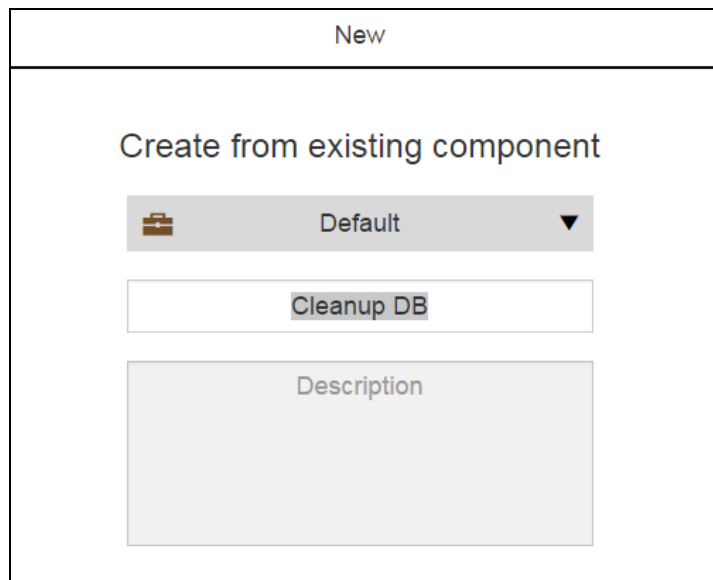 New
Create from existing component
Default
Cleanup DB
Description